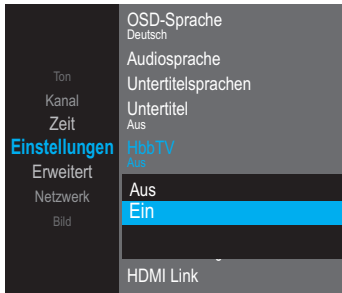 Ton
Kanal
Zeit
Einstellungen
Erweitert
Netzwerk
Bild
OSD-Sprache
Deutsch
Audiosprache
Untertitelsprachen
Untertitel
Aus
HbbTV
Aus
Aus
Ein
HDMI Link